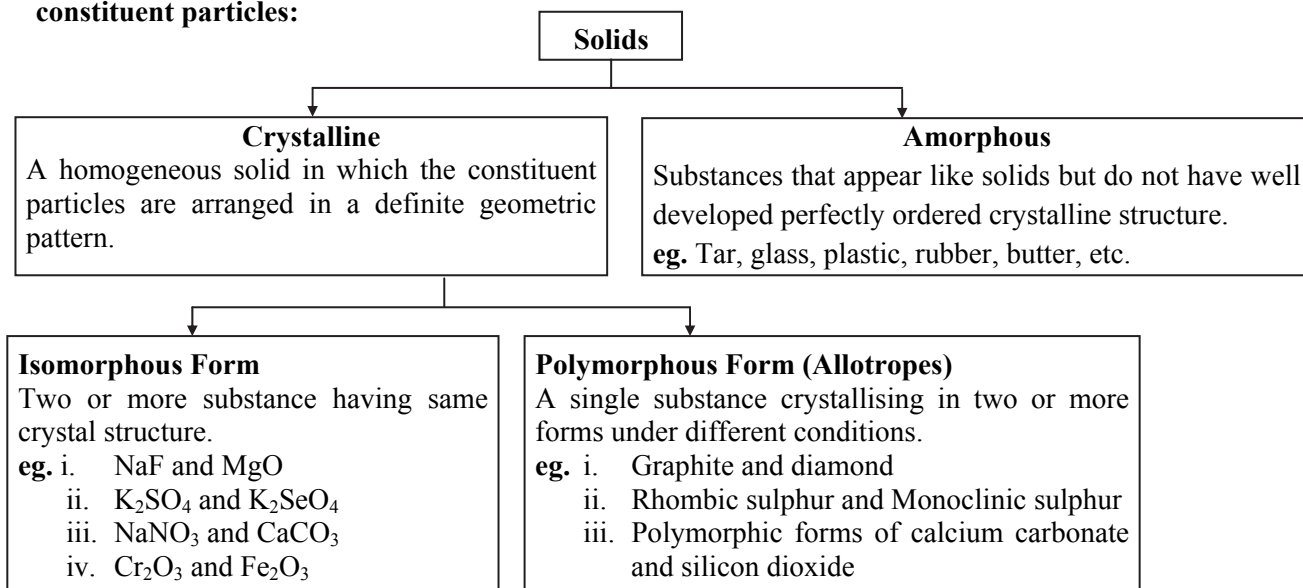 constituent particles:
Solids
Crystalline
A homogeneous solid in which the constituent
particles are arranged in a definite geometric
pattern.
Amorphous
Substances that appear like solids but do not have well
developed perfectly ordered crystalline structure.
eg. Tar, glass, plastic, rubber, butter, etc.
Isomorphous Form
Two or more substance having same
crystal structure.
eg. i. NaF and MgO
ii. K₂SO₄ and K₂SeO₄
iii. NaNO₃ and CaCO₃
iv. Cr₂O₃ and Fe₂O₃
Polymorphous Form (Allotropes)
A single substance crystallising in two or more
forms under different conditions.
eg. i. Graphite and diamond
ii. Rhombic sulphur and Monoclinic sulphur
iii. Polymorphic forms of calcium carbonate
and silicon dioxide